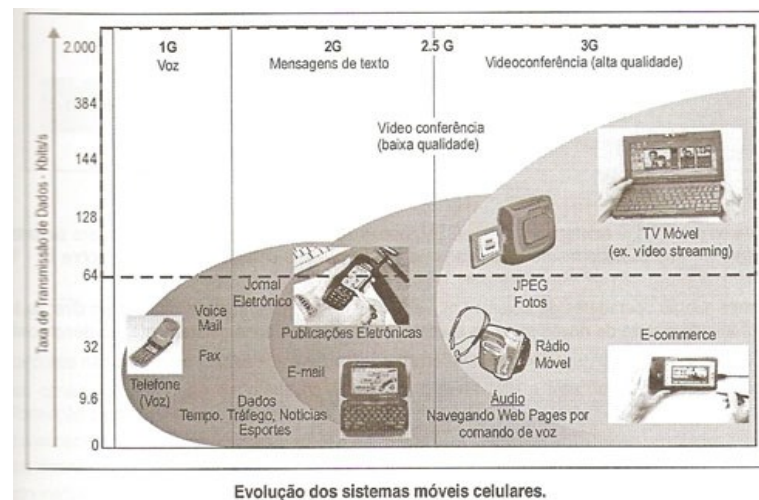 1G
Voz
2G
Mensagens de texto
2.5 G
3G
Videoconferência (alta qualidade)
Taxa de Transmissão de Dados - Kbits/s
2.000
384
144
128
64
32
9.6
0
Vídeo conferência
(baixa qualidade)
TV Móvel
(ex. vídeo streaming)
Jornal
Eletrônico
JPEG
Fotos
Voice
Mail
Publicações Eletrônicas
Fax
E-mail
Rádio
Móvel
E-commerce
Telefone
(Voz)
Dados
Tempo. Tráfego, Notícias
Esportes
Áudio
Navegando Web Pages por
comando de voz
Evolução dos sistemas móveis celulares.